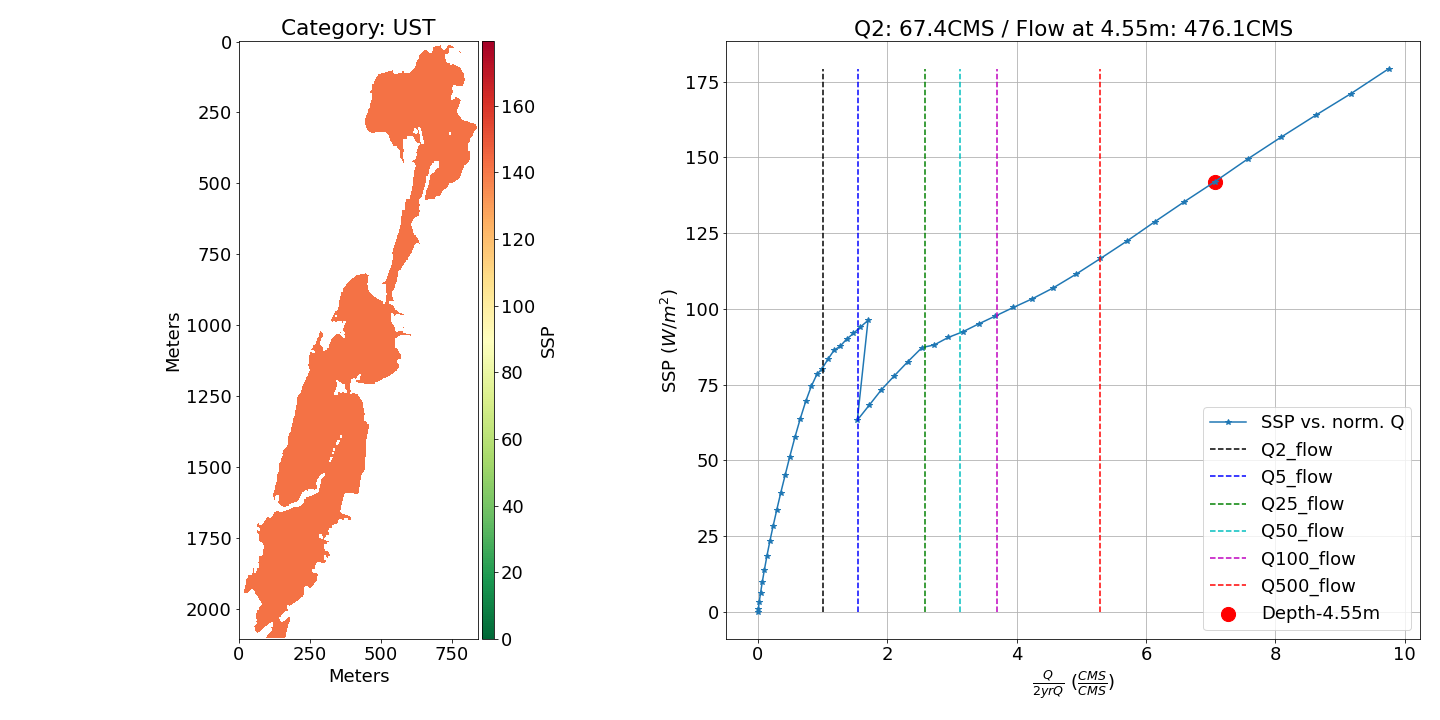 Category: UST
0
250
500
750
1000
1250
1500
1750
2000
Meters
0
250
500
750
Meters
160
140
120
100
80
60
40
20
0
SSP
Q2: 67.4CMS / Flow at 4.55m: 476.1CMS
175
150
125
100
75
50
25
0
SSP (W/m²)
0
2
4
6
8
10
Q/2yrQ (CMS/CMS)
SSP vs. norm. Q
Q2_flow
Q5_flow
Q25_flow
Q50_flow
Q100_flow
Q500_flow
Depth-4.55m